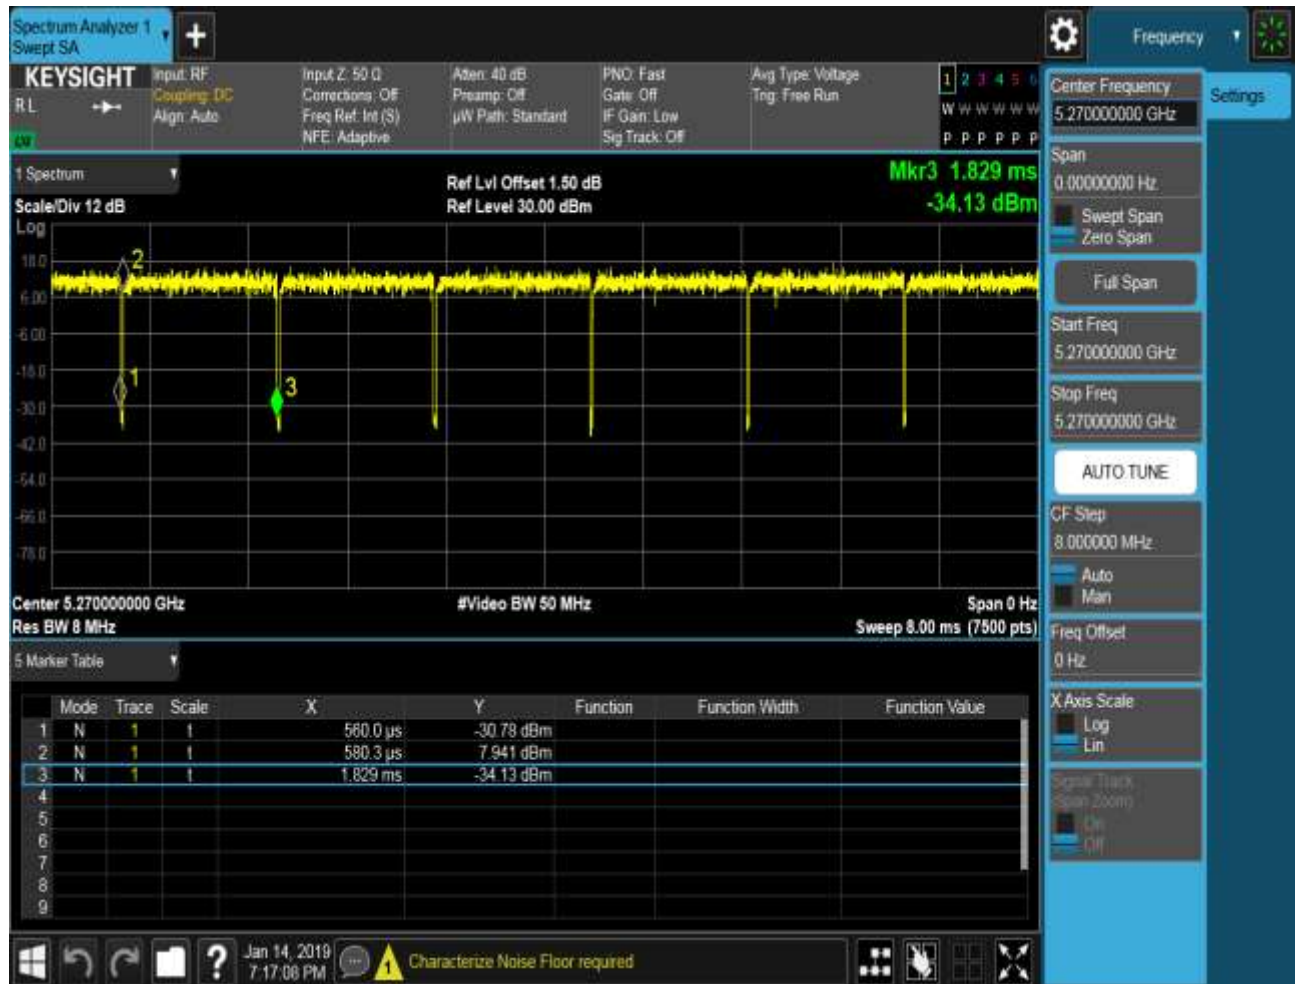 Spectrum Analyzer 1
Swept SA
Frequency
KEYSIGHT
RL
Input: RF
Coupling: DC
Align: Auto
Input Z: 50 Ω
Corrections: Off
Freq Ref: Int (S)
NFE: Adaptive
Atten: 40 dB
Preamp: Off
µW Path: Standard
PNO: Fast
Gate: Off
IF Gain: Low
Sig Track: Off
Avg Type: Voltage
Trig: Free Run
1 2 3 4 5 6
W W W W W W
P P P P P P
1 Spectrum
Scale/Div 12 dB
Ref Lvl Offset 1.50 dB
Ref Level 30.00 dBm
Mkr3 1.829 ms
-34.13 dBm
Log
18.0
6.00
-6.00
-18.0
-30.0
-42.0
-54.0
-66.0
-78.0
2
1
3
Center 5.270000000 GHz
#Video BW 50 MHz
Span 0 Hz
Res BW 8 MHz
Sweep 8.00 ms (7500 pts)
5 Marker Table
Mode Trace Scale X Y Function Function Width Function Value
1 N 1 t 560.0 µs -30.78 dBm
2 N 1 t 580.3 µs 7.941 dBm
3 N 1 t 1.829 ms -34.13 dBm
4
5
6
7
8
9
Center Frequency
5.270000000 GHz
Settings
Span
0.00000000 Hz
Swept Span
Zero Span
Full Span
Start Freq
5.270000000 GHz
Stop Freq
5.270000000 GHz
AUTO TUNE
CF Step
8.000000 MHz
Auto
Man
Freq Offset
0 Hz
X Axis Scale
Log
Lin
Signal Track
(Span Zoom)
On
Off
?
Jan 14, 2019
7:17:08 PM
1
Characterize Noise Floor required